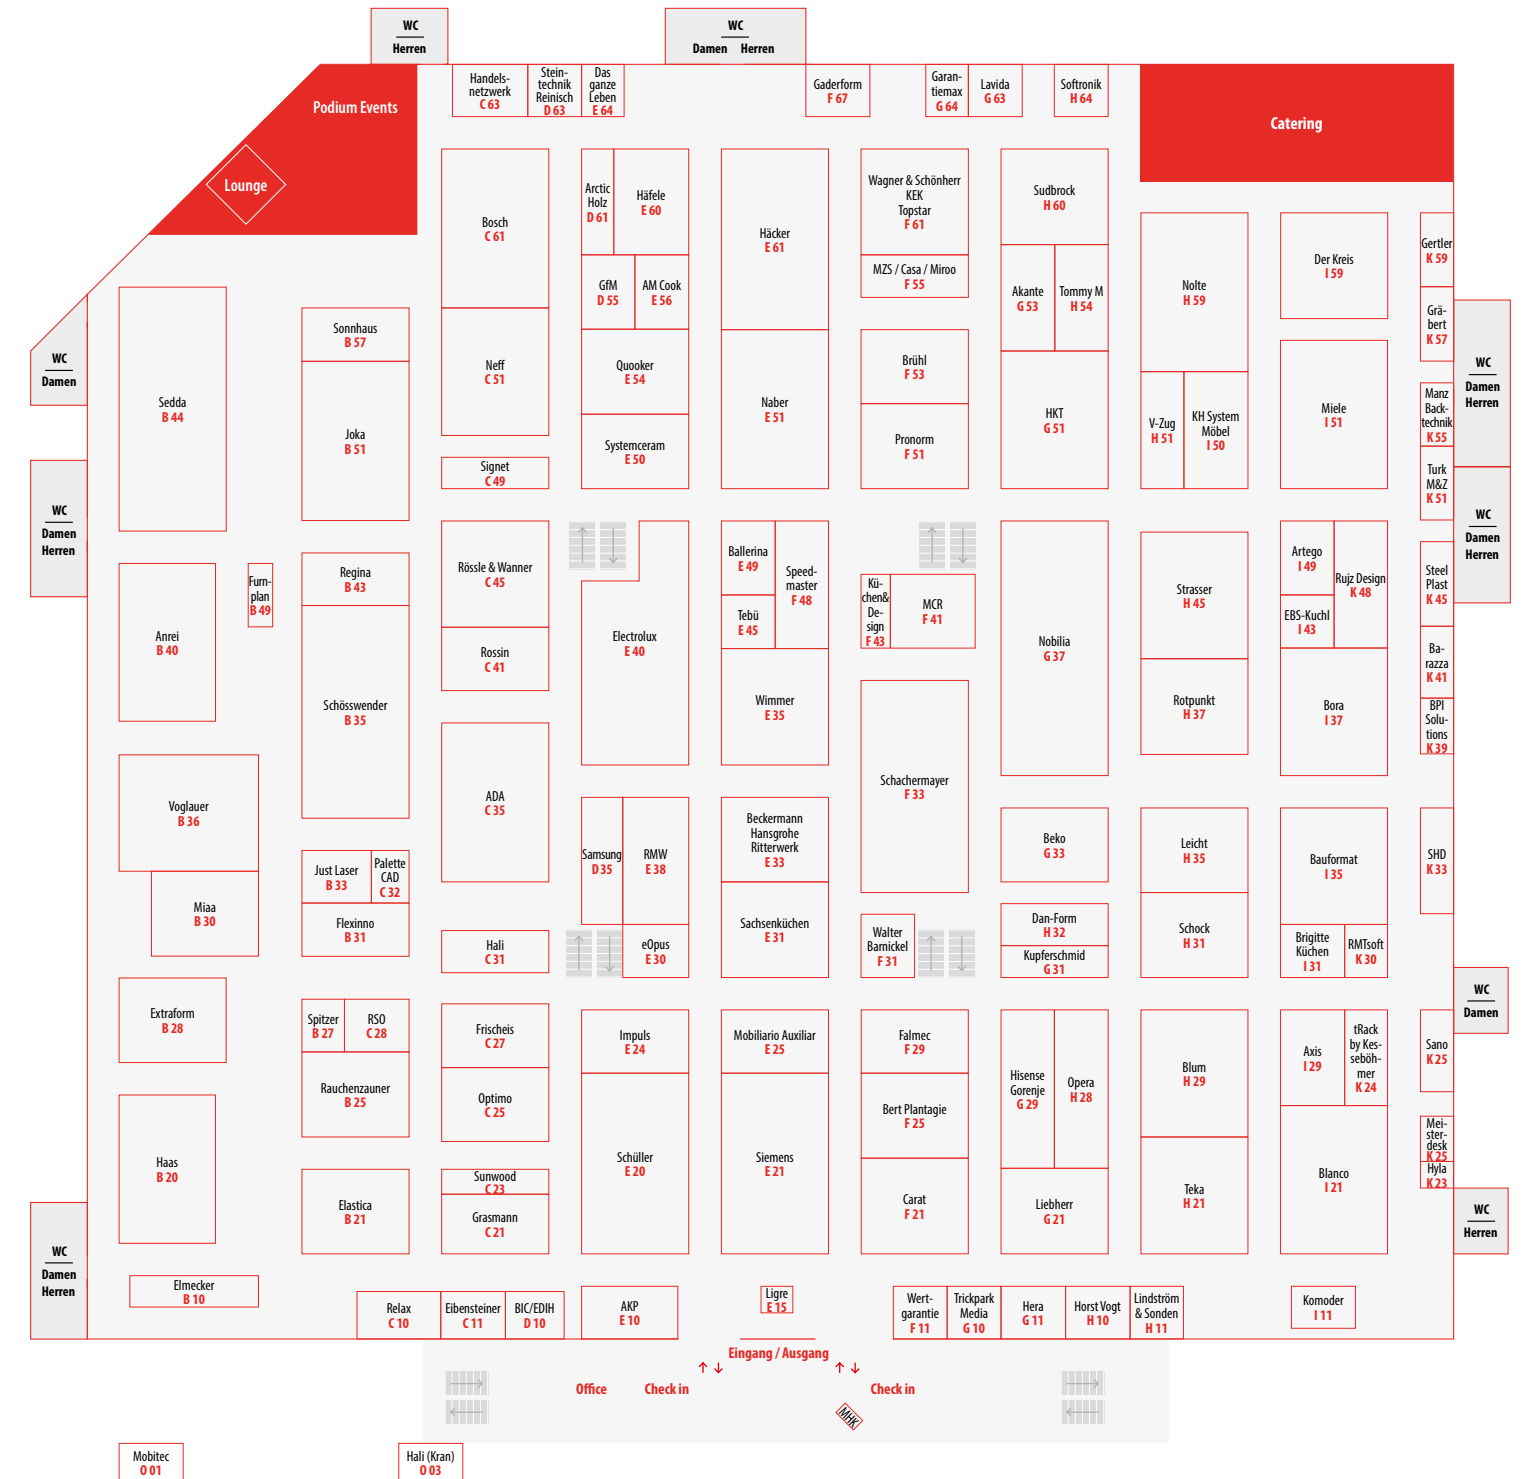 WC
Herren
WC
Damen Herren
Podium Events
Lounge
Handels-
netzwerk
C 63
Stein-
technik
Reinisch
D 63
Das
ganze
Leben
E 64
Gaderform
F 67
Garan-
tiemax
G 64
Lavida
G 63
Softronik
H 64
Catering
Bosch
C 61
Arctic
Holz
D 61
Häfele
E 60
Häcker
E 61
Wagner & Schönherr
KEK
Topstar
F 61
Sudbrock
H 60
GfM
D 55
AM Cook
E 56
MZS / Casa / Miroo
F 55
Akante
G 53
Tommy M
H 54
Nolte
H 59
Der Kreis
I 59
Gertler
K 59
Grä-
bert
K 57
WC
Damen
Sedda
B 44
Sonnhaus
B 57
Joka
B 51
Neff
C 51
Signet
C 49
Quooker
E 54
Systemceram
E 50
Naber
E 51
Brühl
F 53
Pronorm
F 51
HKT
G 51
V-Zug
H 51
KH System
Möbel
I 50
Miele
I 51
Manz
Back-
technik
K 55
Turk
M&Z
K 51
WC
Damen
Herren
WC
Damen
Herren
WC
Damen
Herren
Anrei
B 40
Furn-
plan
B 49
Regina
B 43
Schösswender
B 35
Rössle & Wanner
C 45
Rossin
C 41
Electrolux
E 40
Ballerina
E 49
Tebü
E 45
Speed-
master
F 48
Wimmer
E 35
Kü-
chen&
De-
sign
F 43
MCR
F 41
Nobilia
G 37
Strasser
H 45
Rotpunkt
H 37
Artego
I 49
EBS-Kuchl
I 43
Rujz Design
K 48
Bora
I 37
Steel
Plast
K 45
Ba-
razza
K 41
BPI
Solu-
tions
K 39
Voglauer
B 36
Miaa
B 30
Just Laser
B 33
Palette
CAD
C 32
Flexinno
B 31
ADA
C 35
Hali
C 31
Samsung
D 35
RMW
E 38
eOpus
E 30
Beckermann
Hansgrohe
Ritterwerk
E 33
Sachsenküchen
E 31
Schachermayer
F 33
Walter
Barnickel
F 31
Beko
G 33
Dan-Form
H 32
Kupferschmid
G 31
Leicht
H 35
Schock
H 31
Bauformat
I 35
Brigitte
Küchen
I 31
RMTsoft
K 30
SHD
K 33
WC
Damen
Extraform
B 28
Haas
B 20
Spitzer
B 27
RSO
C 28
Rauchenzauner
B 25
Elastica
B 21
Frischeis
C 27
Optimo
C 25
Sunwood
C 23
Grasmann
C 21
Impuls
E 24
Schüller
E 20
Mobiliario Auxiliar
E 25
Siemens
E 21
Falmec
F 29
Bert Plantagie
F 25
Carat
F 21
Hisense
Gorenje
G 29
Opera
H 28
Liebherr
G 21
Blum
H 29
Teka
H 21
Axis
I 29
tRack
by Kes-
seböh-
mer
K 24
Blanco
I 21
Sano
K 25
Mei-
ster-
desk
K 25
Hyla
K 23
WC
Herren
WC
Damen
Herren
Elmecker
B 10
Relax
C 10
Eibensteiner
C 11
BIC/EDIH
D 10
AKP
E 10
Ligre
E 15
Wert-
garantie
F 11
Trickpark
Media
G 10
Hera
G 11
Horst Vogt
H 10
Lindström
& Sonden
H 11
Komoder
I 11
Eingang / Ausgang
Office
Check in
Check in
MHK
Mobitec
O 01
Hali (Kran)
O 03